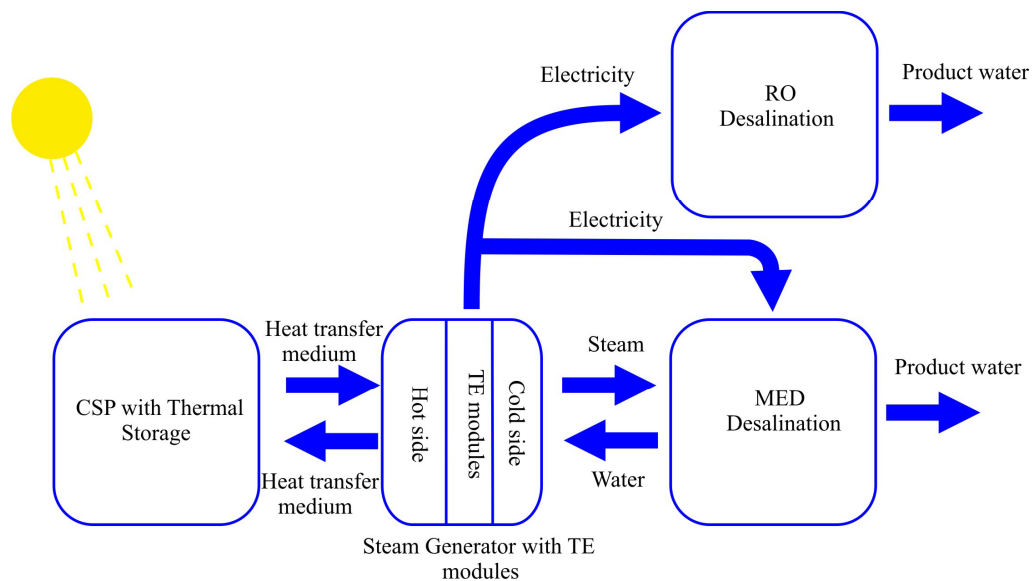 Electricity
RO
Desalination
Product water
Electricity
Heat transfer
medium
CSP with Thermal
Storage
Heat transfer
medium
Hot side
TE modules
Cold side
Steam Generator with TE
modules
Steam
Water
MED
Desalination
Product water